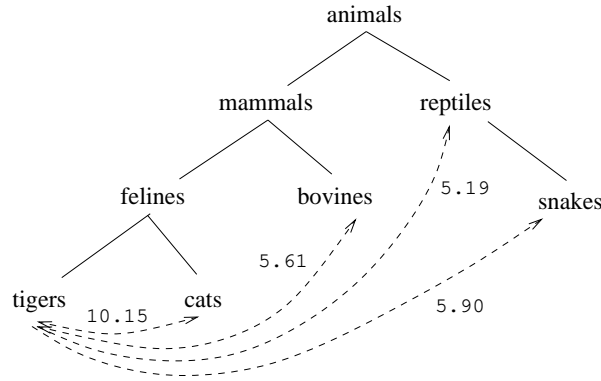 animals
mammals
reptiles
felines
bovines
5.19
snakes
5.61
tigers
10.15
cats
5.90